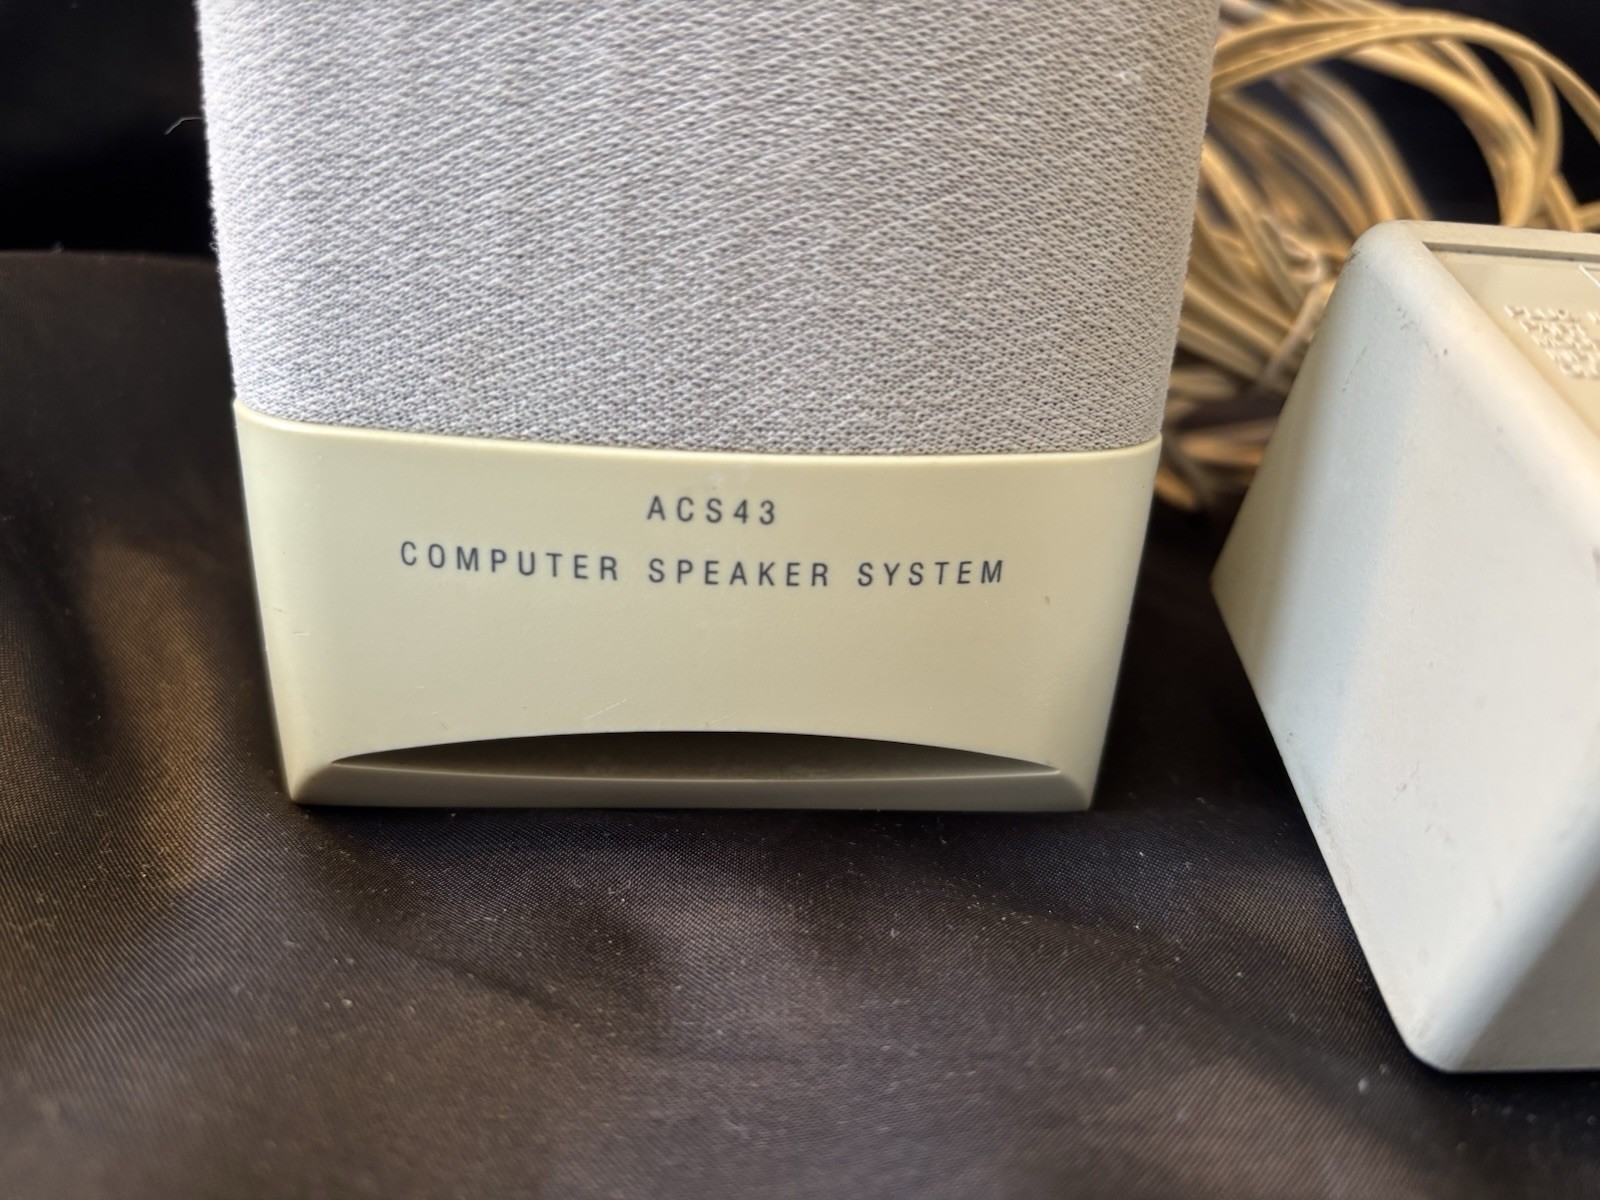 ACS43
COMPUTER SPEAKER SYSTEM